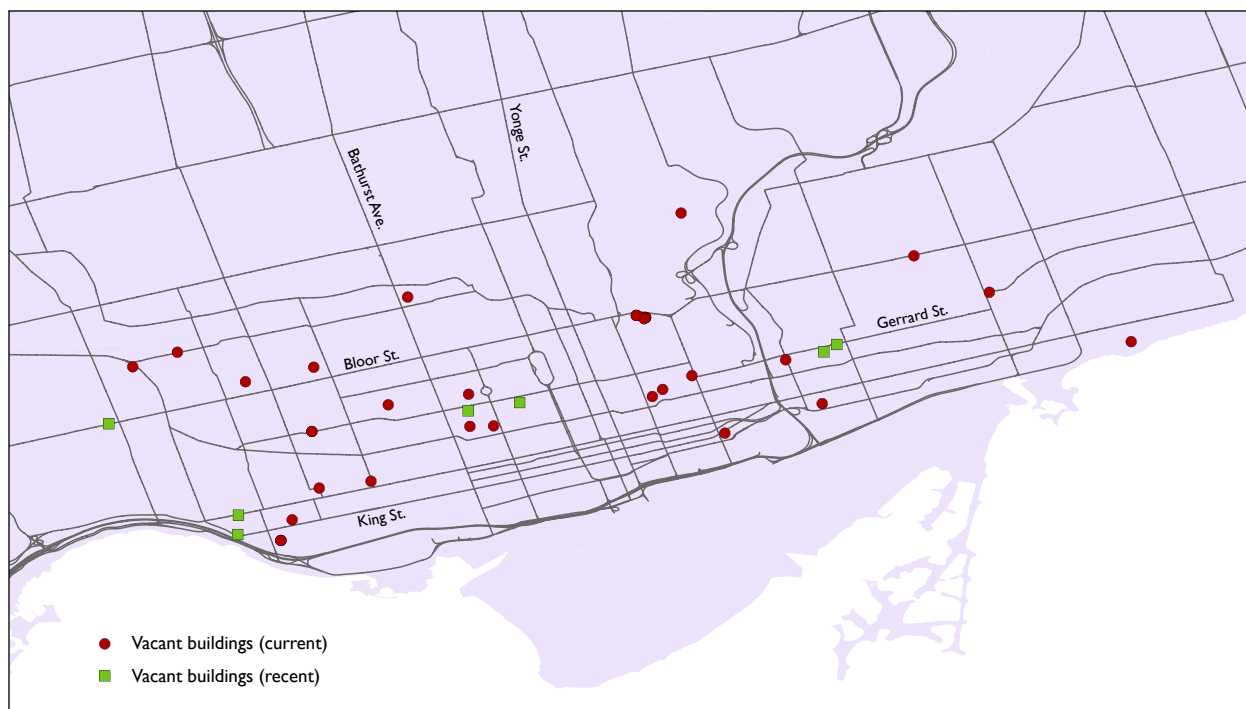 Yonge St.
Bathurst Ave.
Gerrard St.
Bloor St.
King St.
Vacant buildings (current)
Vacant buildings (recent)